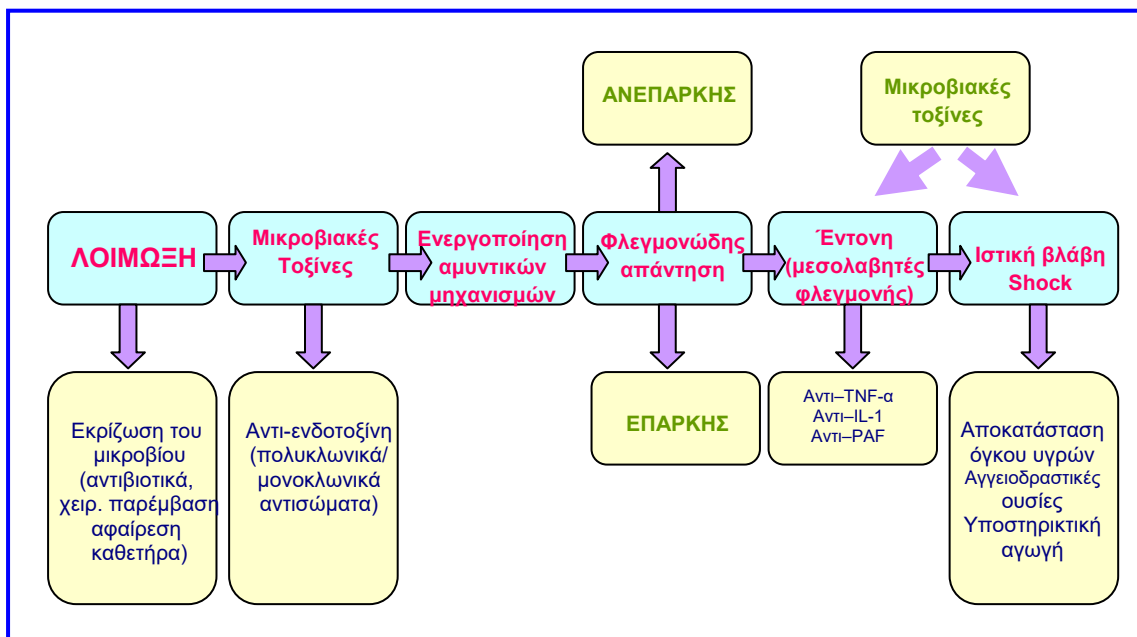 ΑΝΕΠΑΡΚΗΣ
Μικροβιακές
τοξίνες
ΛΟΙΜΩΞΗ
Μικροβιακές
Τοξίνες
Ενεργοποίηση
αμυντικών
μηχανισμών
Φλεγμονώδης
απάντηση
Έντονη
(μεσολαβητές
φλεγμονής)
Ιστική βλάβη
Shock
Εκρίζωση του
μικροβίου
(αντιβιοτικά,
χειρ. παρέμβαση
αφαίρεση
καθετήρα)
Αντι-ενδοτοξίνη
(πολυκλωνικά/
μονοκλωνικά
αντισώματα)
ΕΠΑΡΚΗΣ
Αντι–TNF-α
Αντι–IL-1
Αντι–PAF
Αποκατάσταση
όγκου υγρών
Αγγειοδραστικές
ουσίες
Υποστηρικτική
αγωγή